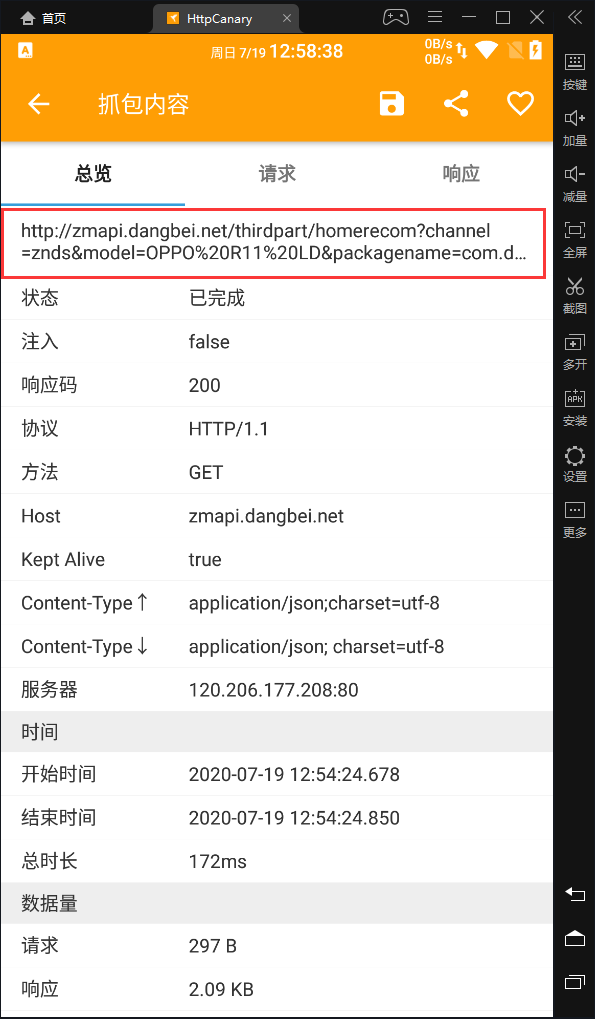 首页
HttpCanary
周日 7/19 12:58:38
0B/s
0B/s
抓包内容
总览 请求 响应
http://zmapi.dangbei.net/thirdpart/homerecom?channel
=znds&model=OPPO%20R11%20LD&packagename=com.d...
状态 已完成
注入 false
响应码 200
协议 HTTP/1.1
方法 GET
Host zmapi.dangbei.net
Kept Alive true
Content-Type↑ application/json;charset=utf-8
Content-Type↓ application/json; charset=utf-8
服务器 120.206.177.208:80
时间
开始时间 2020-07-19 12:54:24.678
结束时间 2020-07-19 12:54:24.850
总时长 172ms
数据量
请求 297 B
响应 2.09 KB
按键
加量
减量
全屏
截图
多开
APK
安装
设置
更多